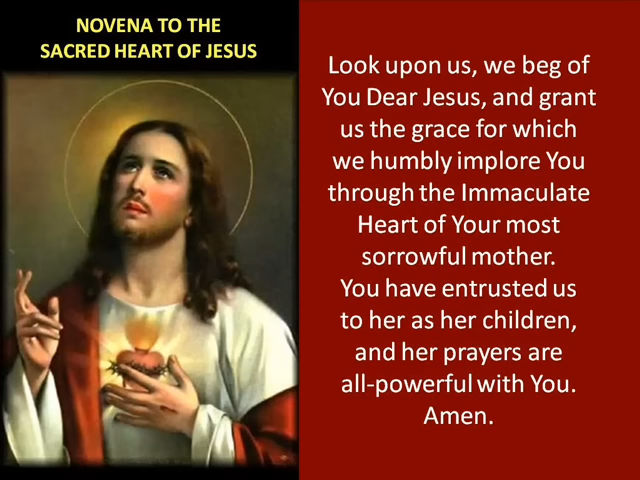 NOVENA TO THE
SACRED HEART OF JESUS
Look upon us, we beg of
You Dear Jesus, and grant
us the grace for which
we humbly implore You
through the Immaculate
Heart of Your most
sorrowful mother.
You have entrusted us
to her as her children,
and her prayers are
all-powerful with You.
Amen.